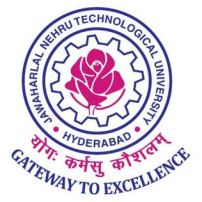 JAWAHARLAL NEHRU TECHNOLOGICAL UNIVERSITY
• HYDERABAD •
योगः कर्मसु कौशलम्
GATEWAY TO EXCELLENCE